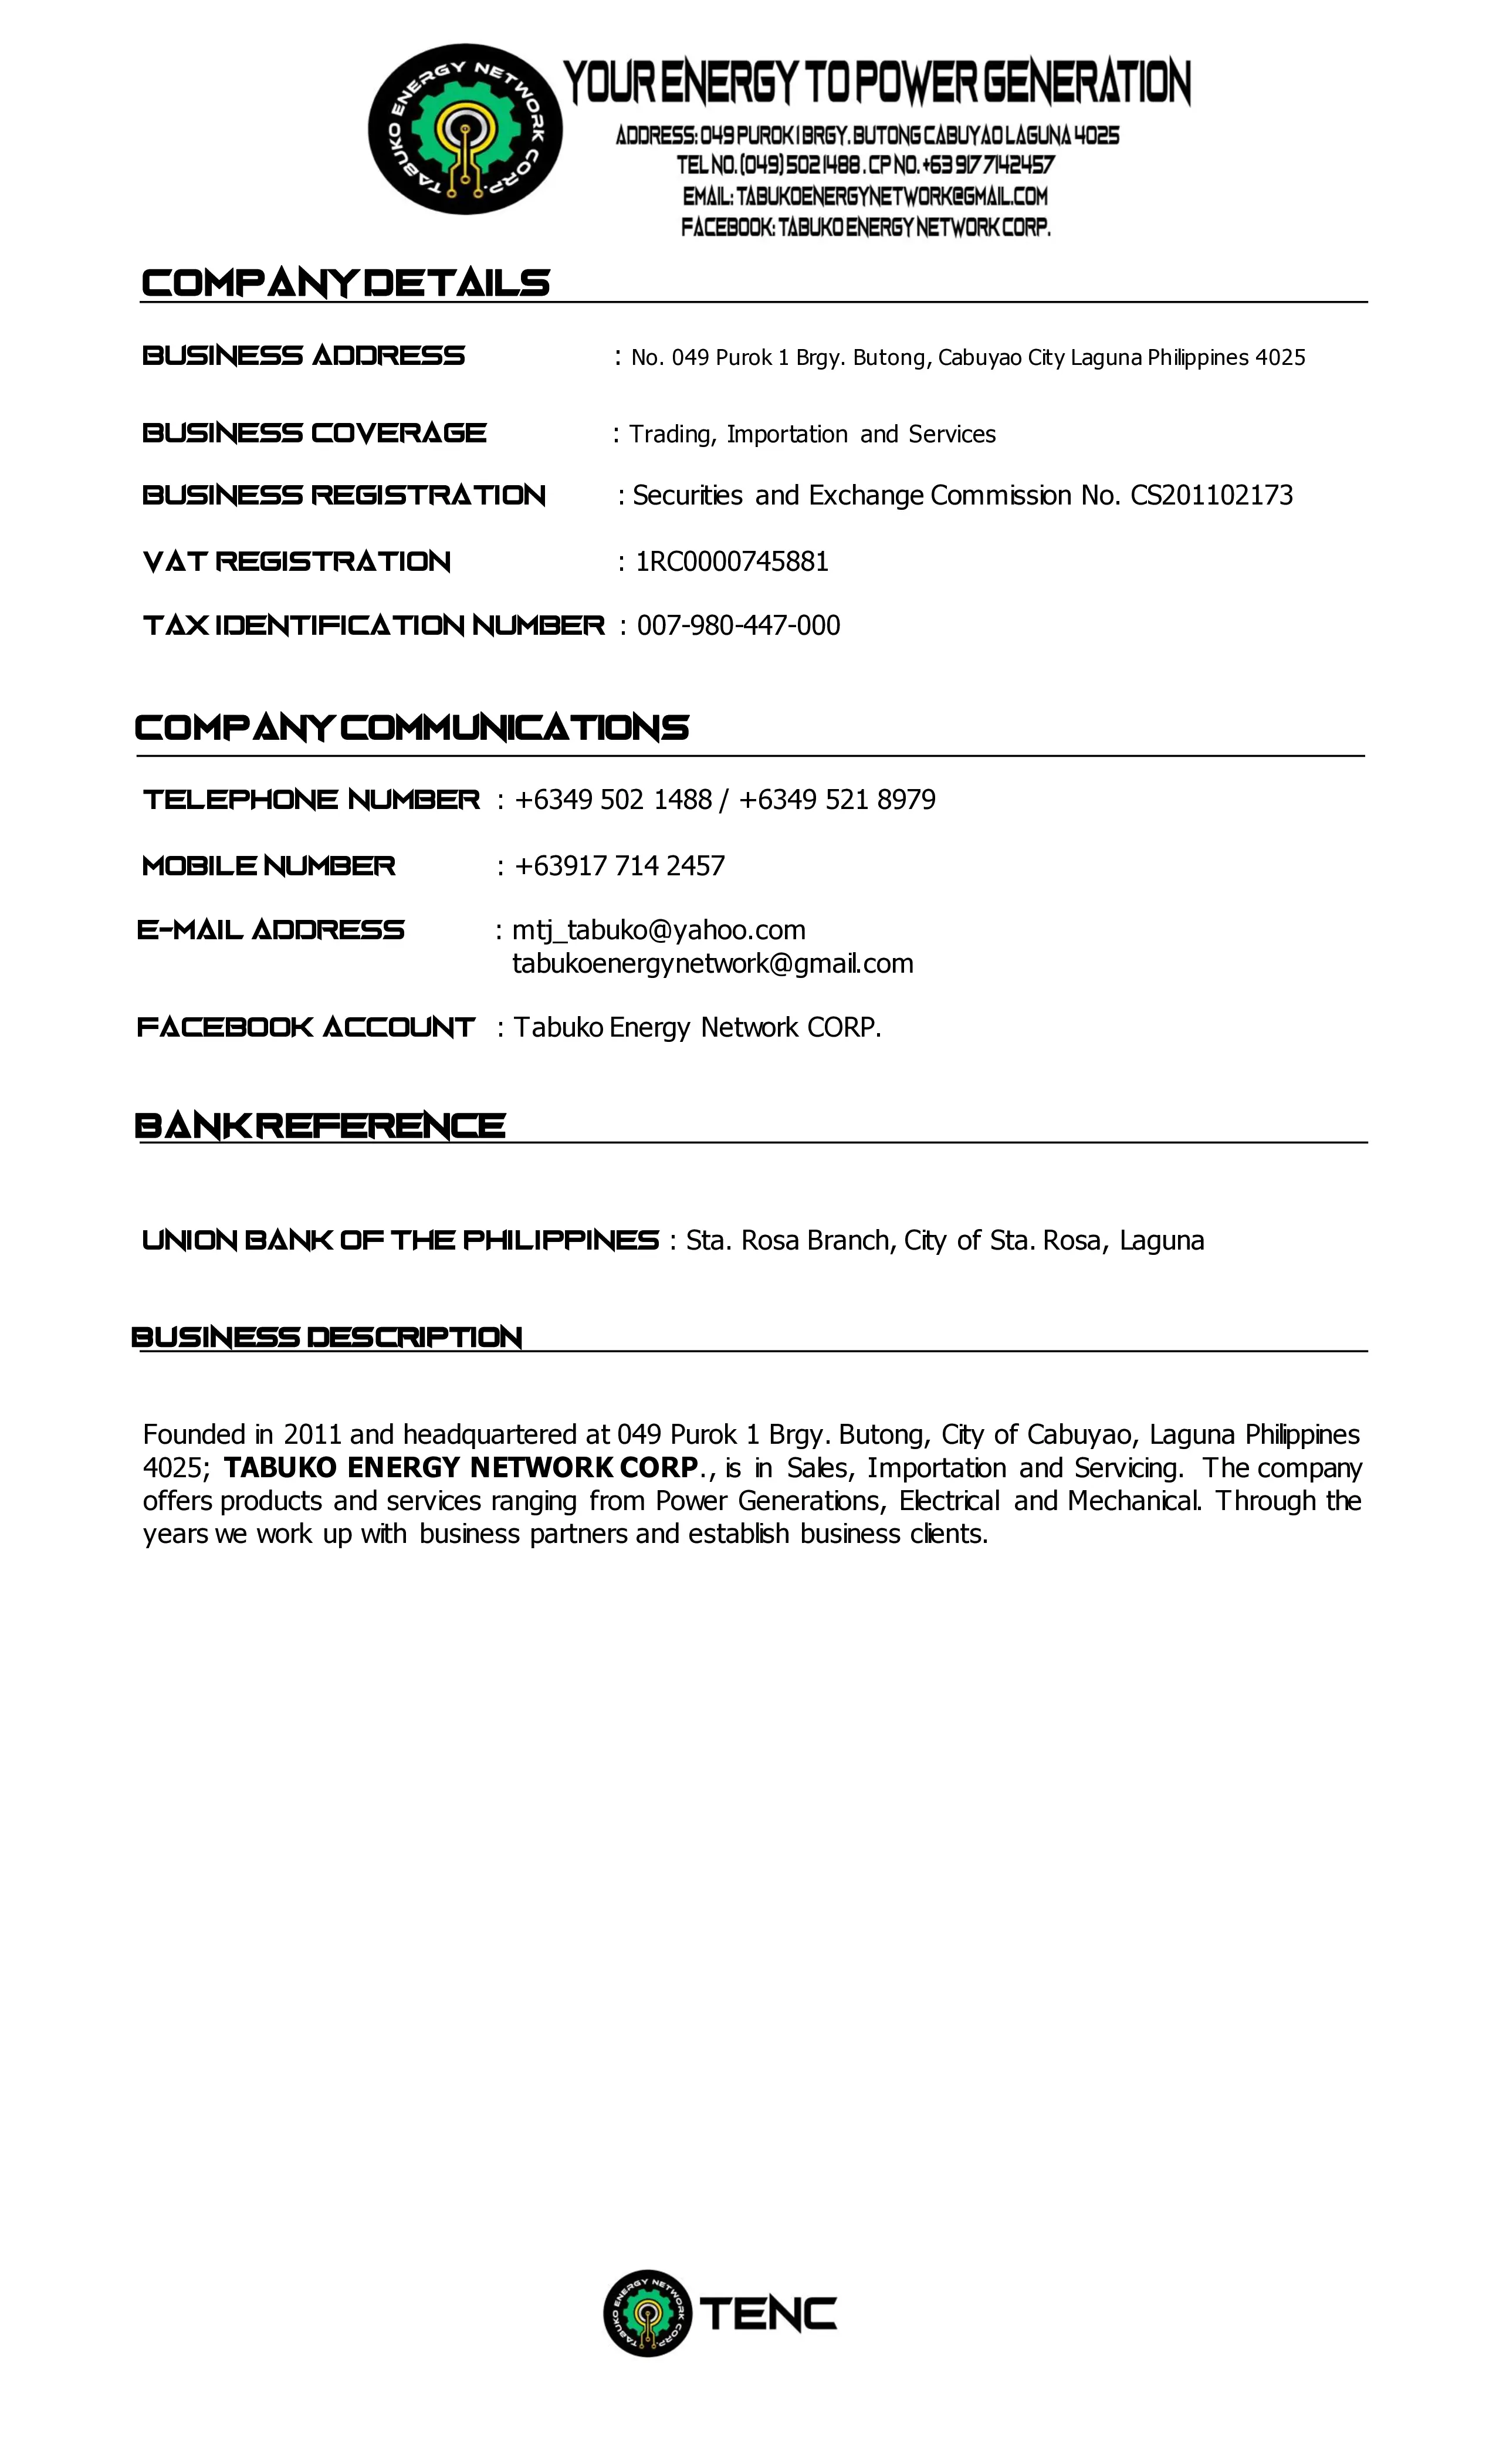 TABUKO ENERGY NETWORK CORP.
YOUR ENERGY TO POWER GENERATION
ADDRESS: 049 PUROK 1 BRGY. BUTONG CABUYAO LAGUNA 4025
TEL NO. (049) 502 1488 . CP NO. +63 917 7142457
EMAIL: TABUKOENERGYNETWORK@GMAIL.COM
FACEBOOK: TABUKO ENERGY NETWORK CORP.
COMPANY DETAILS
BUSINESS ADDRESS : No. 049 Purok 1 Brgy. Butong, Cabuyao City Laguna Philippines 4025
BUSINESS COVERAGE : Trading, Importation and Services
BUSINESS REGISTRATION : Securities and Exchange Commission No. CS201102173
VAT REGISTRATION : 1RC0000745881
TAX IDENTIFICATION NUMBER : 007-980-447-000
COMPANY COMMUNICATIONS
TELEPHONE NUMBER : +6349 502 1488 / +6349 521 8979
MOBILE NUMBER : +63917 714 2457
E-MAIL ADDRESS : mtj_tabuko@yahoo.com
tabukoenergynetwork@gmail.com
FACEBOOK ACCOUNT : Tabuko Energy Network CORP.
BANK REFERENCE
UNION BANK OF THE PHILIPPINES : Sta. Rosa Branch, City of Sta. Rosa, Laguna
BUSINESS DESCRIPTION
Founded in 2011 and headquartered at 049 Purok 1 Brgy. Butong, City of Cabuyao, Laguna Philippines
4025; TABUKO ENERGY NETWORK CORP., is in Sales, Importation and Servicing. The company
offers products and services ranging from Power Generations, Electrical and Mechanical. Through the
years we work up with business partners and establish business clients.
TABUKO ENERGY NETWORK CORP.
TENC